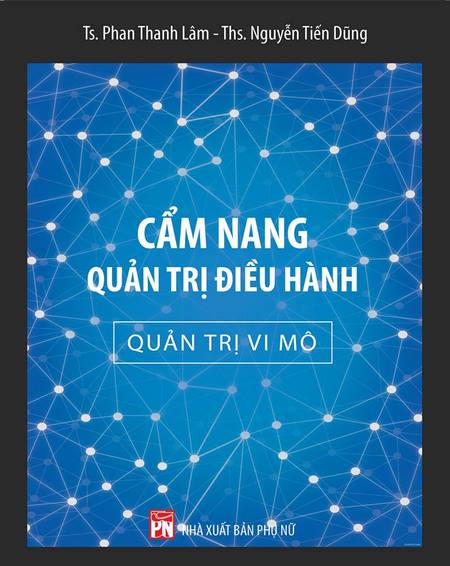 Ts. Phan Thanh Lâm - Ths. Nguyễn Tiến Dũng
CẨM NANG
QUẢN TRỊ ĐIỀU HÀNH
QUẢN TRỊ VI MÔ
PN NHÀ XUẤT BẢN PHỤ NỮ